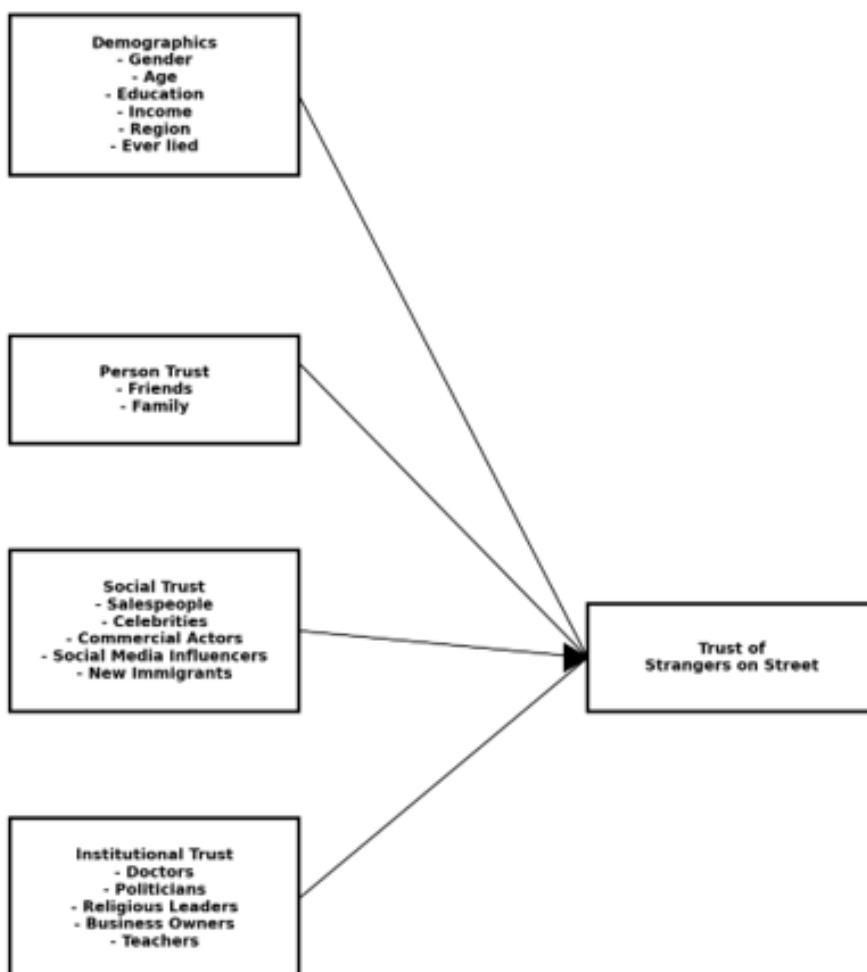 Demographics
- Gender
- Age
- Education
- Income
- Region
- Ever lied
Person Trust
- Friends
- Family
Social Trust
- Salespeople
- Celebrities
- Commercial Actors
- Social Media Influencers
- New Immigrants
Trust of
Strangers on Street
Institutional Trust
- Doctors
- Politicians
- Religious Leaders
- Business Owners
- Teachers